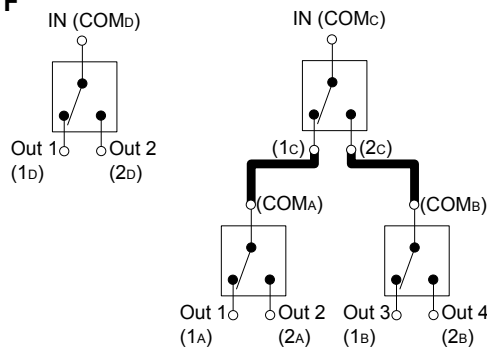 F
IN (COMD)
IN (COMC)
Out 1 Out 2
(1D) (2D)
(1C) (2C)
(COMA) (COMB)
Out 1 Out 2 Out 3 Out 4
(1A) (2A) (1B) (2B)